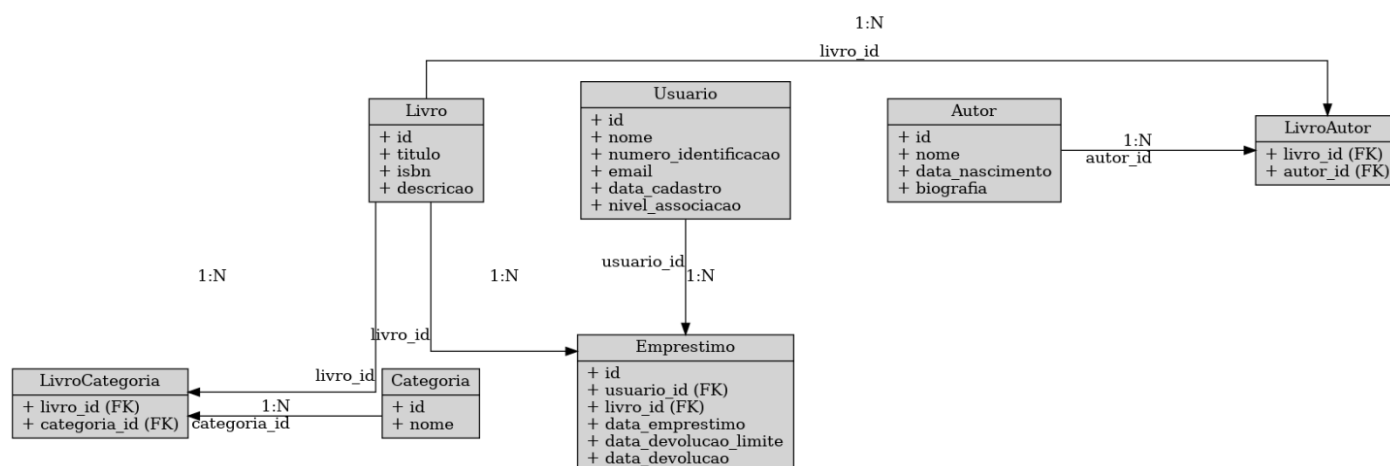 1:N
livro_id
Livro
+ id
+ titulo
+ isbn
+ descricao
Usuario
+ id
+ nome
+ numero_identificacao
+ email
+ data_cadastro
+ nivel_associacao
Autor
+ id
+ nome
+ data_nascimento
+ biografia
1:N
autor_id
LivroAutor
+ livro_id (FK)
+ autor_id (FK)
1:N
1:N
usuario_id
1:N
livro_id
livro_id
LivroCategoria
+ livro_id (FK)
+ categoria_id (FK)
1:N
categoria_id
Categoria
+ id
+ nome
Emprestimo
+ id
+ usuario_id (FK)
+ livro_id (FK)
+ data_emprestimo
+ data_devolucao_limite
+ data_devolucao